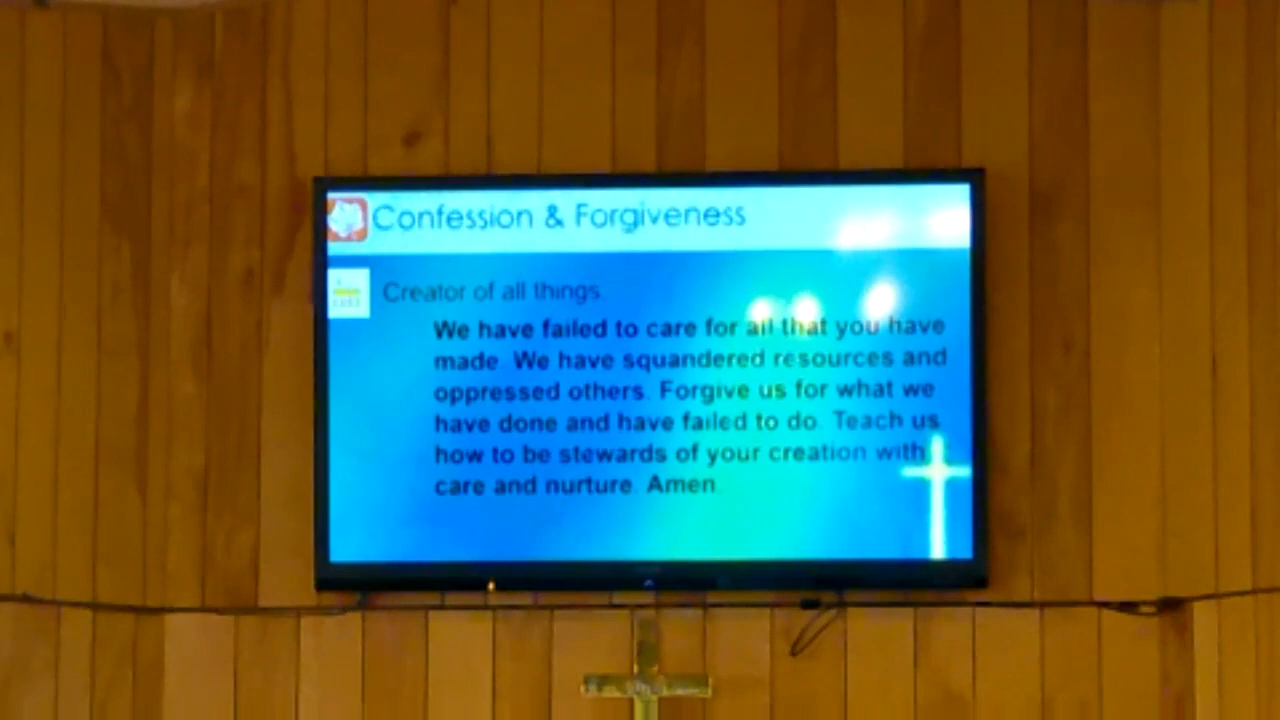 Confession & Forgiveness
Creator of all things.
We have failed to care for all that you have
made. We have squandered resources and
oppressed others. Forgive us for what we
have done and have failed to do. Teach us
how to be stewards of your creation with
care and nurture. Amen.